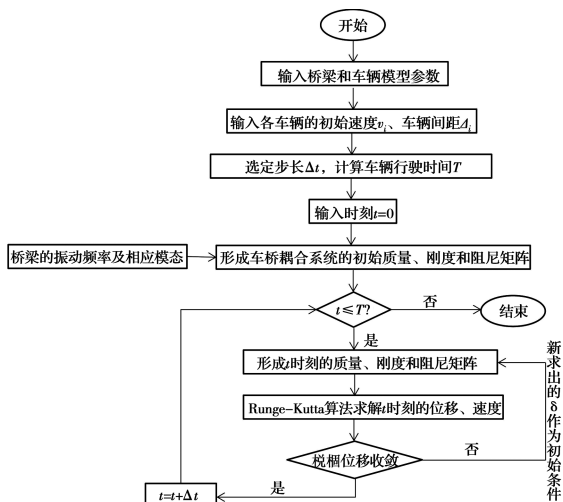 开始
输入桥梁和车辆模型参数
输入各车辆的初始速度vᵢ、车辆间距Δᵢ
选定步长Δt，计算车辆行驶时间T
输入时刻t=0
桥梁的振动频率及相应模态
形成车桥耦合系统的初始质量、刚度和阻尼矩阵
t≤T?
否
结束
是
形成t时刻的质量、刚度和阻尼矩阵
Runge-Kutta算法求解t时刻的位移、速度
位移收敛
否
是
t=t+Δt
新求出的δ作为初始条件